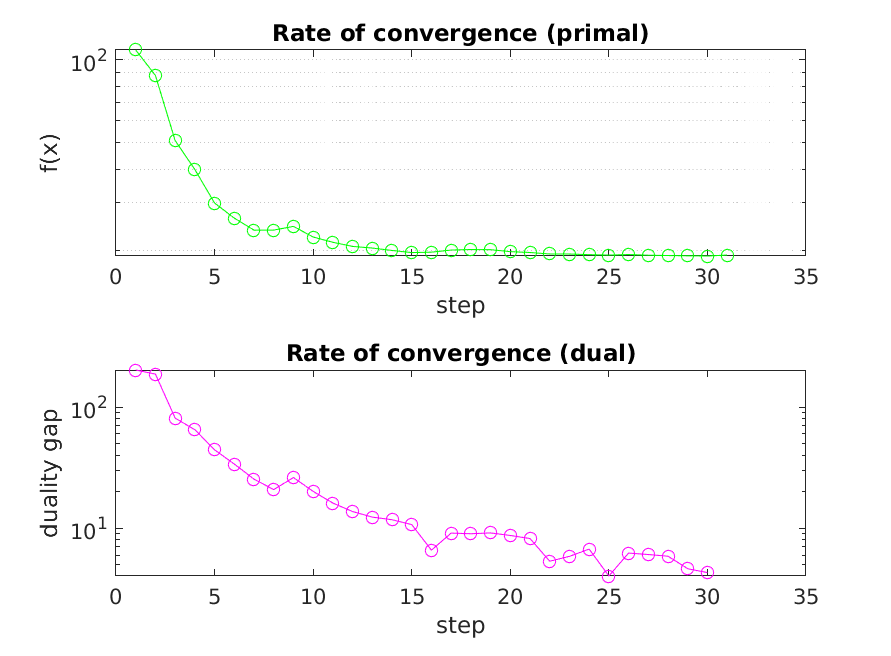 Rate of convergence (primal)
10^2
f(x)
0 5 10 15 20 25 30 35
step
Rate of convergence (dual)
10^2
10^1
duality gap
0 5 10 15 20 25 30 35
step